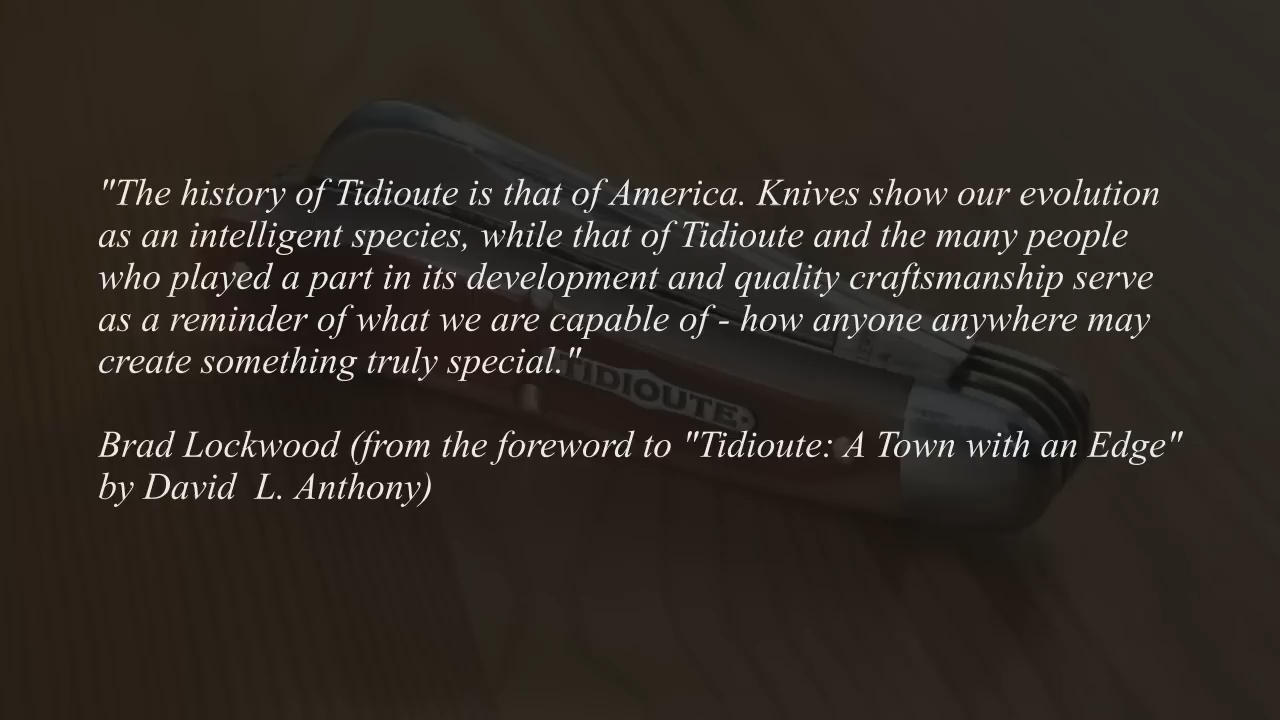 "The history of Tidioute is that of America. Knives show our evolution
as an intelligent species, while that of Tidioute and the many people
who played a part in its development and quality craftsmanship serve
as a reminder of what we are capable of - how anyone anywhere may
create something truly special."
TIDIOUTE
Brad Lockwood (from the foreword to "Tidioute: A Town with an Edge"
by David  L. Anthony)